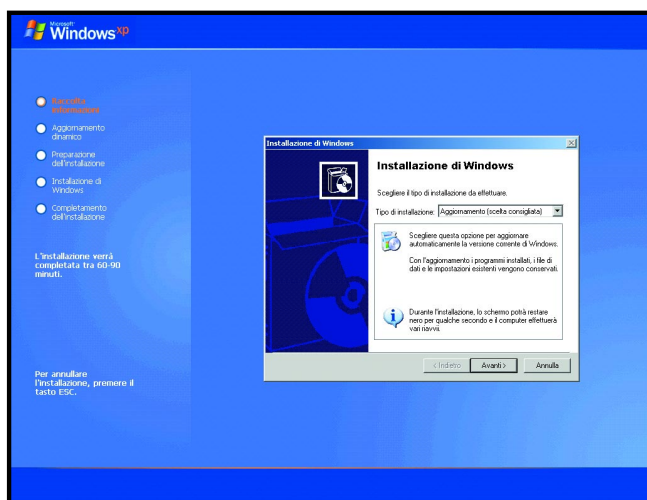 Microsoft
Windows xp
Raccolta
informazioni
Aggiornamento
dinamico
Preparazione
dell'installazione
Installazione di
Windows
Completamento
dell'installazione
L'installazione verrà
completata tra 60-90
minuti.
Per annullare
l'installazione, premere il
tasto ESC.
Installazione di Windows
Installazione di Windows
Scegliere il tipo di installazione da effettuare.
Tipo di installazione: Aggiornamento (scelta consigliata)
Scegliere questa opzione per aggiornare
automaticamente la versione corrente di Windows.
Con l'aggiornamento i programmi installati, i file di
dati e le impostazioni esistenti vengono conservati.
Durante l'installazione, lo schermo potrà restare
nero per qualche secondo e il computer effettuerà
vari riavvii.
< Indietro Avanti > Annulla